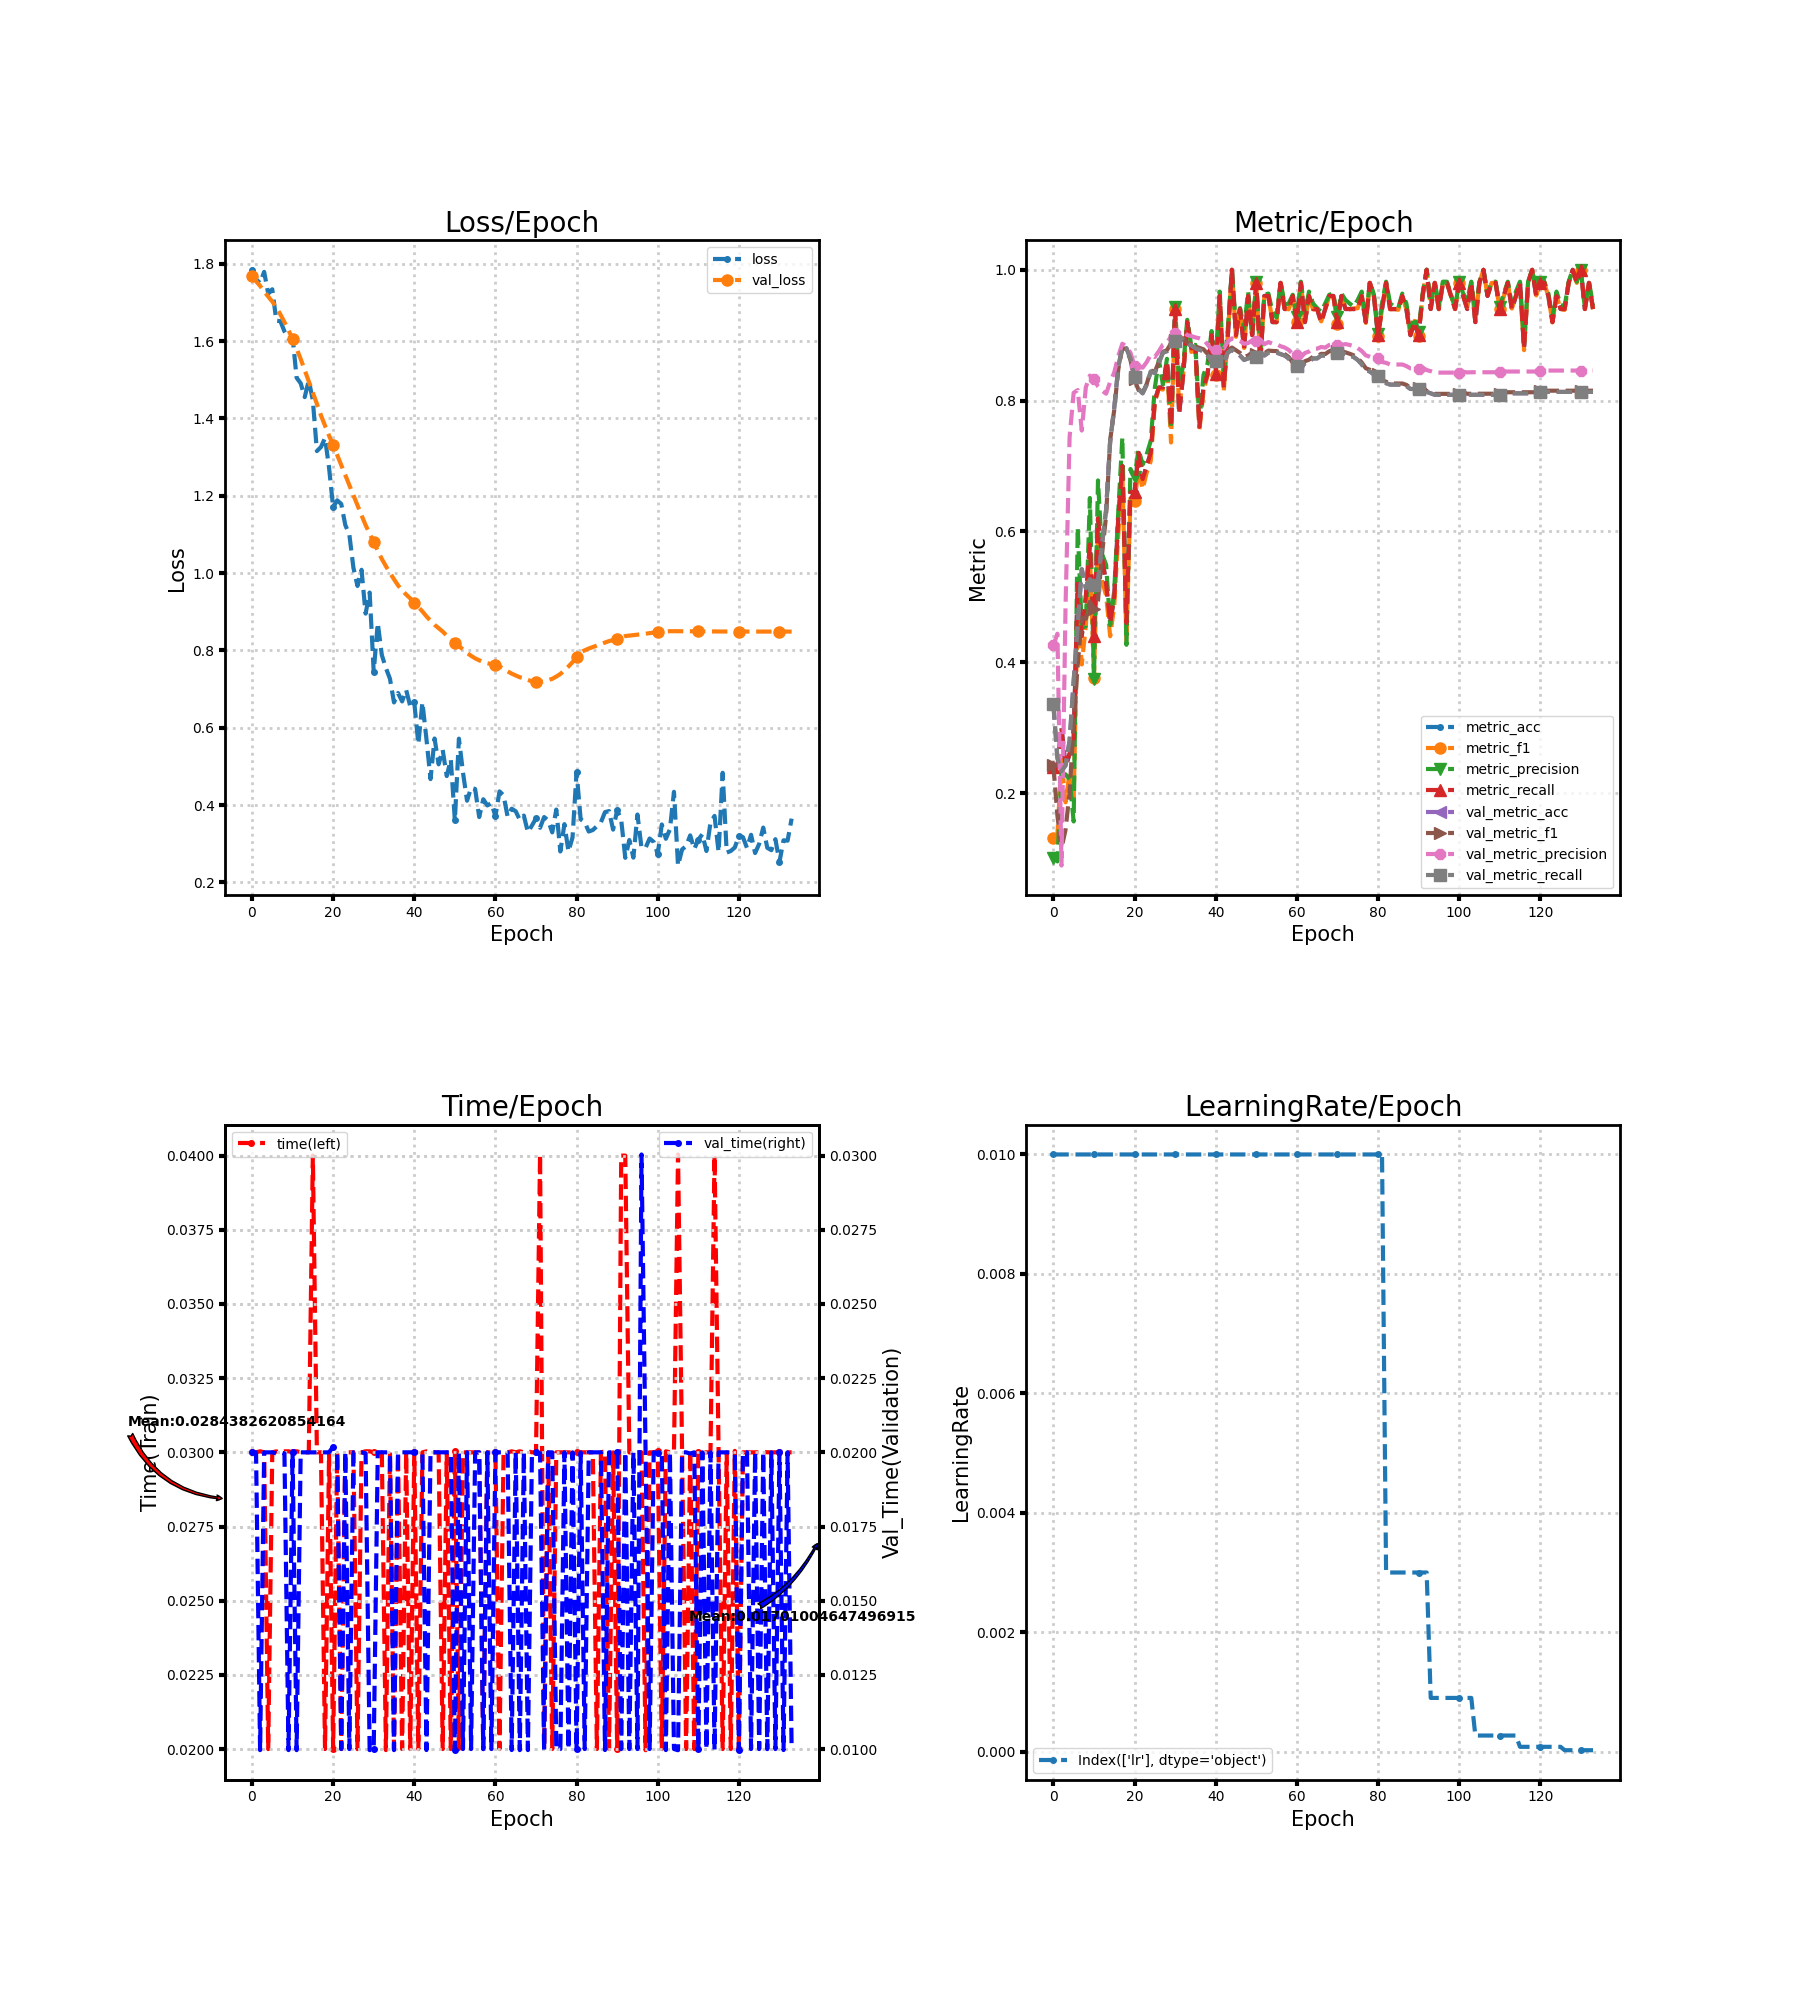 Loss/Epoch
1.8
1.6
1.4
1.2
1.0
0.8
0.6
0.4
0.2
Loss
0 20 40 60 80 100 120
Epoch
loss
val_loss
Metric/Epoch
1.0
0.8
0.6
0.4
0.2
Metric
0 20 40 60 80 100 120
Epoch
metric_acc
metric_f1
metric_precision
metric_recall
val_metric_acc
val_metric_f1
val_metric_precision
val_metric_recall
Time/Epoch
time(left)
val_time(right)
0.0400
0.0375
0.0350
0.0325
0.0300
0.0275
0.0250
0.0225
0.0200
Time(Train)
Mean:0.0284382620854164
0.0300
0.0275
0.0250
0.0225
0.0200
0.0175
0.0150
0.0125
0.0100
Val_Time(Validation)
Mean:0.01701004647496915
0 20 40 60 80 100 120
Epoch
LearningRate/Epoch
0.010
0.008
0.006
0.004
0.002
0.000
LearningRate
Index(['lr'], dtype='object')
0 20 40 60 80 100 120
Epoch